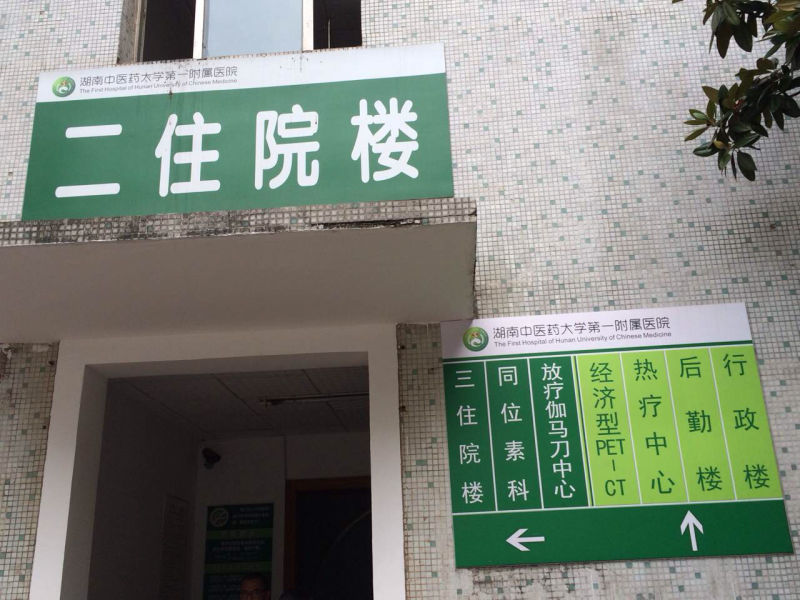 湖南中医药大学第一附属医院
The First Hospital of Hunan University of Chinese Medicine
二住院楼
湖南中医药大学第一附属医院
The First Hospital of Hunan University of Chinese Medicine
三住院楼
同位素科
放疗伽马刀中心
经济型PET-CT
热疗中心
后勤楼
行政楼